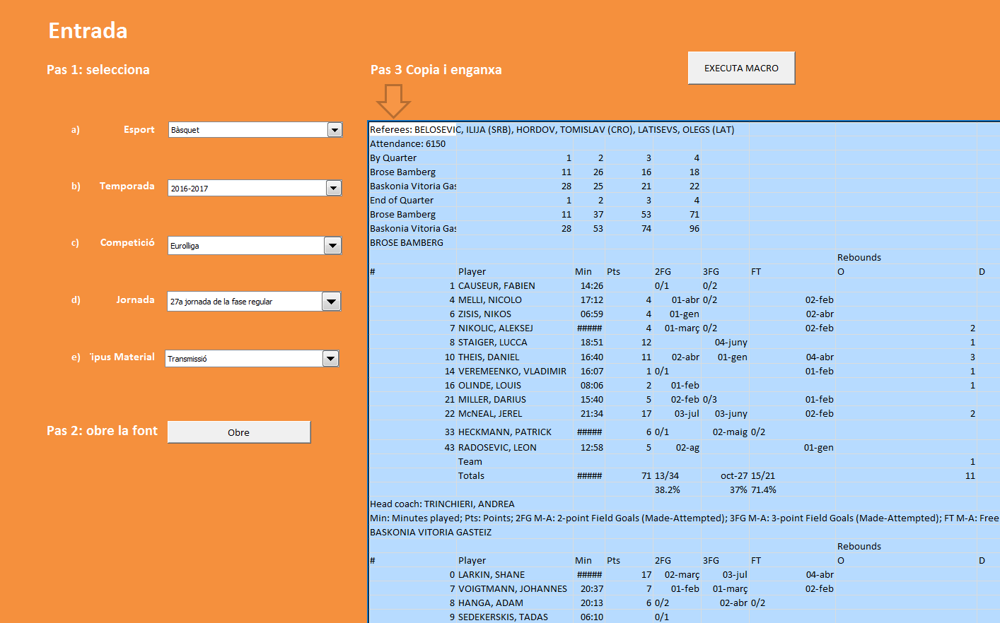 Entrada
Pas 1: selecciona
Pas 3 Copia i enganxa
EXECUTA MACRO
a) Esport Bàsquet
b) Temporada 2016-2017
c) Competició Eurolliga
d) Jornada 27a jornada de la fase regular
e) ipus Material Transmissió
Pas 2: obre la font Obre
Referees: BELOSEVIC, ILIJA (SRB), HORDOV, TOMISLAV (CRO), LATISEVS, OLEGS (LAT)
Attendance: 6150
By Quarter 1 2 3 4
Brose Bamberg 11 26 16 18
Baskonia Vitoria Gas 28 25 21 22
End of Quarter 1 2 3 4
Brose Bamberg 11 37 53 71
Baskonia Vitoria Gas 28 53 74 96
BROSE BAMBERG
Rebounds
# Player Min Pts 2FG 3FG FT O D
1 CAUSEUR, FABIEN 14:26 0/1 0/2
4 MELLI, NICOLO 17:12 4 01-abr 0/2 02-feb
6 ZISIS, NIKOS 06:59 4 01-gen 02-abr
7 NIKOLIC, ALEKSEJ ##### 4 01-març 0/2 02-feb 2
8 STAIGER, LUCCA 18:51 12 04-juny 1
10 THEIS, DANIEL 16:40 11 02-abr 01-gen 04-abr 3
14 VEREMEENKO, VLADIMIR 16:07 1 0/1 01-feb 1
16 OLINDE, LOUIS 08:06 2 01-feb 1
21 MILLER, DARIUS 15:40 5 02-feb 0/3 01-feb
22 McNEAL, JEREL 21:34 17 03-jul 03-juny 02-feb 2
33 HECKMANN, PATRICK ##### 6 0/1 02-maig 0/2
43 RADOSEVIC, LEON 12:58 5 02-ag 01-gen
Team 1
Totals ##### 71 13/34 oct-27 15/21 11
38.2% 37% 71.4%
Head coach: TRINCHIERI, ANDREA
Min: Minutes played; Pts: Points; 2FG M-A: 2-point Field Goals (Made-Attempted); 3FG M-A: 3-point Field Goals (Made-Attempted); FT M-A: Free
BASKONIA VITORIA GASTEIZ
Rebounds
# Player Min Pts 2FG 3FG FT O D
0 LARKIN, SHANE ##### 17 02-març 03-jul 04-abr
7 VOIGTMANN, JOHANNES 20:37 7 01-feb 01-març 02-feb
8 HANGA, ADAM 20:13 6 0/2 02-abr 0/2
9 SEDEKERSKIS, TADAS 06:10 0/1